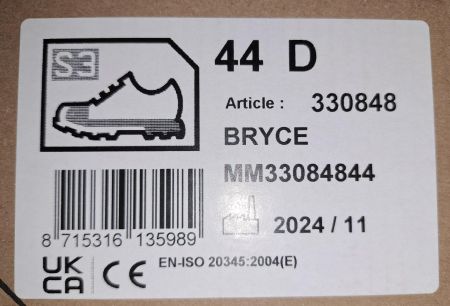 S3
44 D
Article : 330848
BRYCE
MM33084844
2024 / 11
8 715316 135989
UK
CA CE EN-ISO 20345:2004(E)